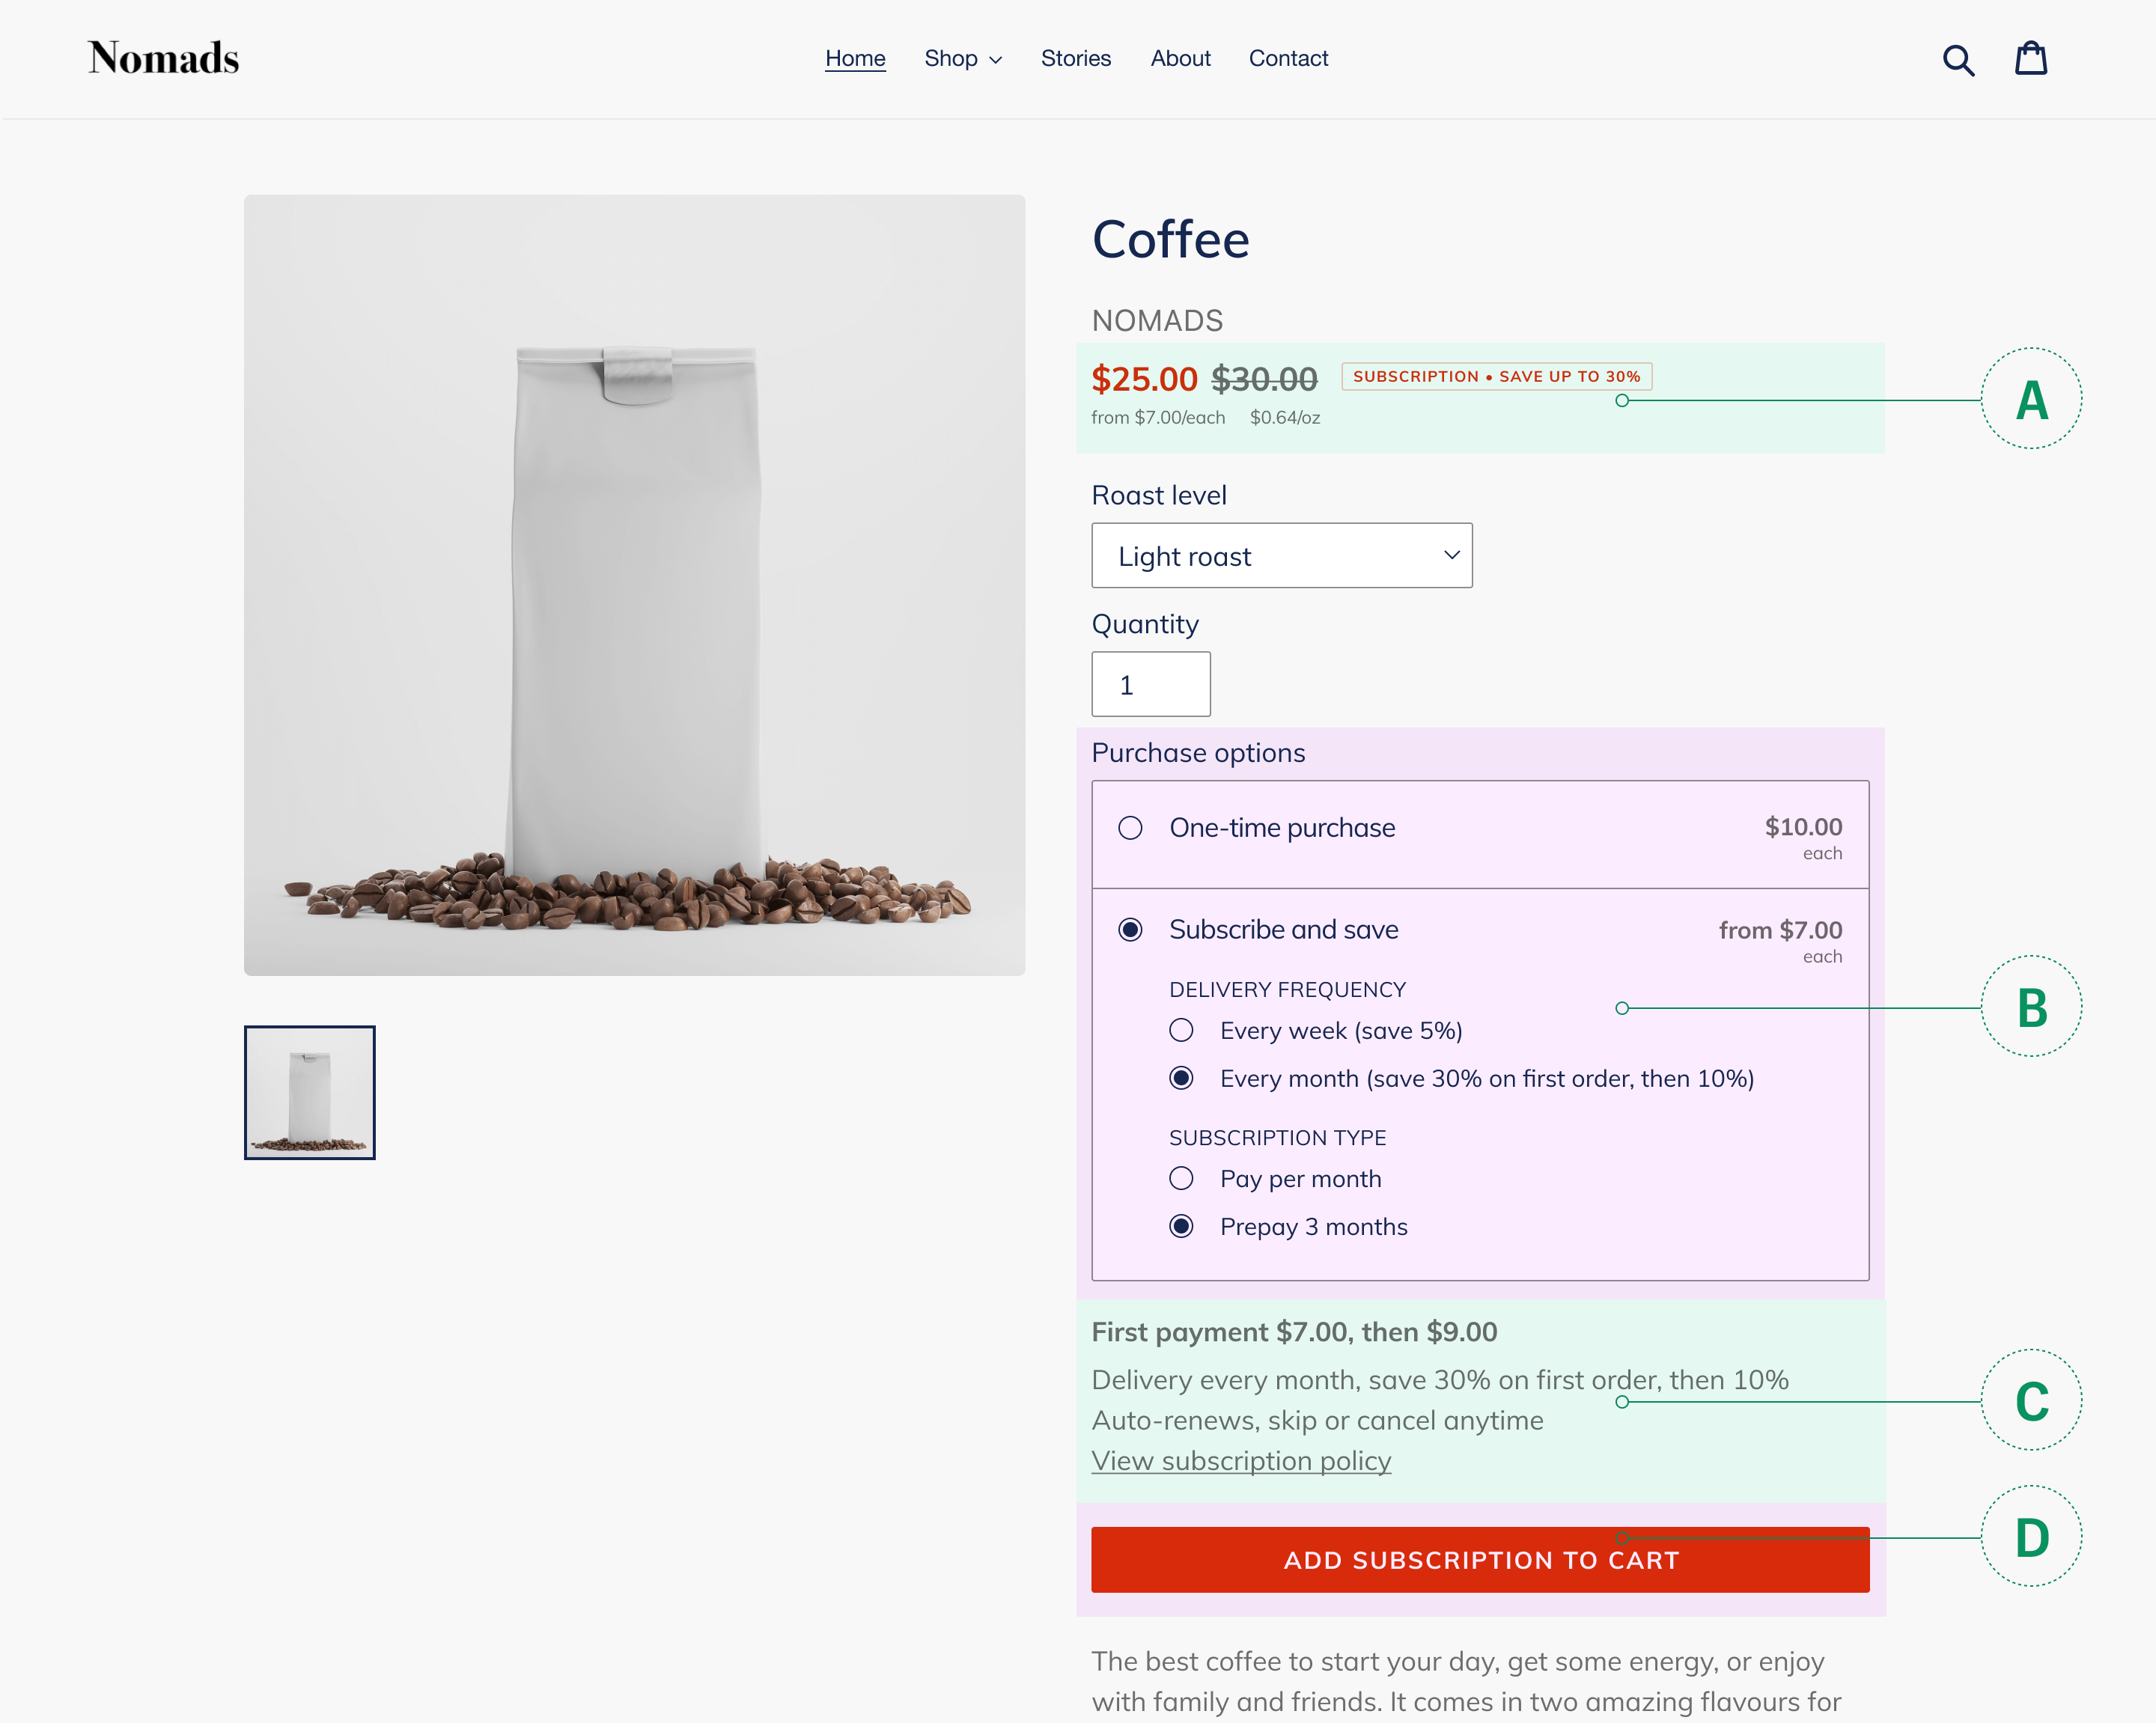 Nomads
Home Shop Stories About Contact
Coffee
NOMADS
$25.00 $30.00 SUBSCRIPTION • SAVE UP TO 30%
from $7.00/each $0.64/oz
A
Roast level
Light roast
Quantity
1
Purchase options
One-time purchase $10.00
each
Subscribe and save from $7.00
each
DELIVERY FREQUENCY
B
Every week (save 5%)
Every month (save 30% on first order, then 10%)
SUBSCRIPTION TYPE
Pay per month
Prepay 3 months
First payment $7.00, then $9.00
Delivery every month, save 30% on first order, then 10%
C
Auto-renews, skip or cancel anytime
View subscription policy
D
ADD SUBSCRIPTION TO CART
The best coffee to start your day, get some energy, or enjoy
with family and friends. It comes in two amazing flavours for